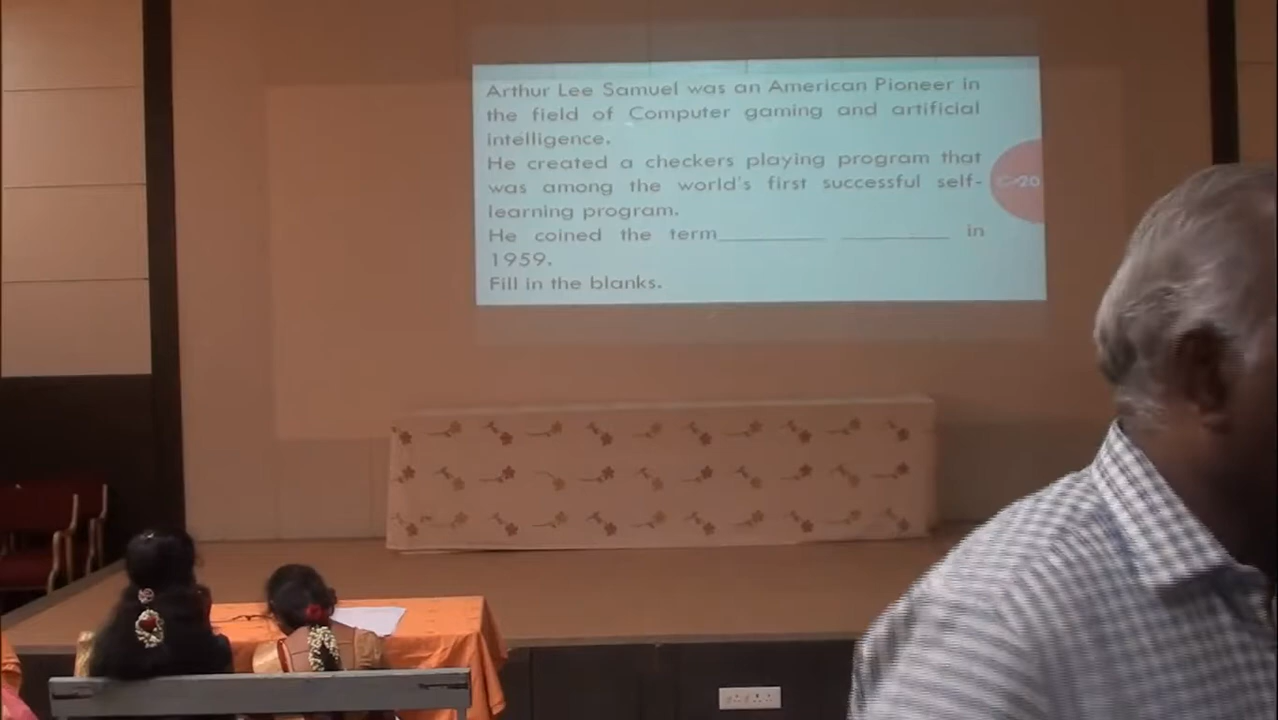 Arthur Lee Samuel was an American Pioneer in
the field of Computer gaming and artificial
intelligence.
He created a checkers playing program that
was among the world's first successful self-
learning program.
He coined the term__________ __________ in
1959.
Fill in the blanks.